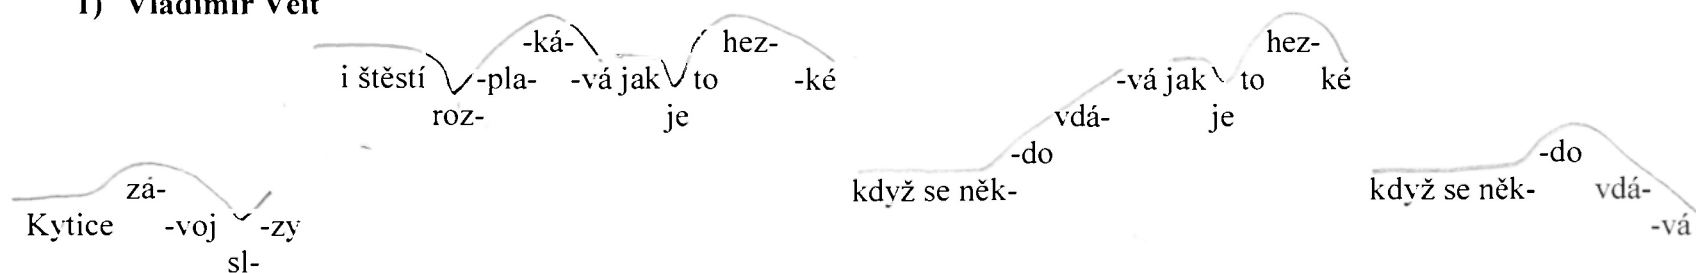 1) Vladimír Veit
Kytice zá- -voj sl- -zy
i štěstí roz- -pla- -ká- -vá jak je to hez- -ké
když se něk- -do vdá- -vá jak je to hez- ké
když se něk- -do vdá- -vá